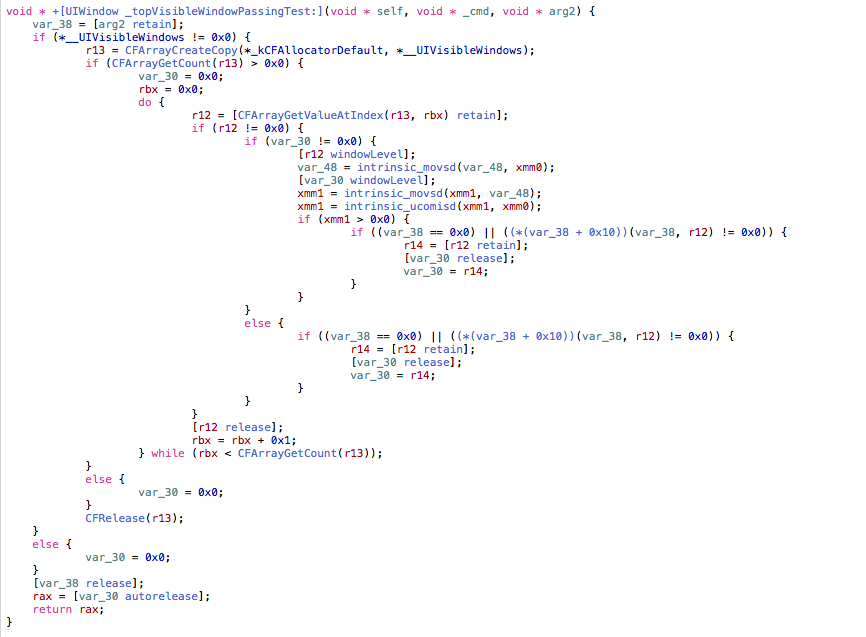 void * +[UIWindow _topVisibleWindowPassingTest:](void * self, void * _cmd, void * arg2) {
    var_38 = [arg2 retain];
    if (*__UIVisibleWindows != 0x0) {
            r13 = CFArrayCreateCopy(*_kCFAllocatorDefault, *__UIVisibleWindows);
            if (CFArrayGetCount(r13) > 0x0) {
                    var_30 = 0x0;
                    rbx = 0x0;
                    do {
                            r12 = [CFArrayGetValueAtIndex(r13, rbx) retain];
                            if (r12 != 0x0) {
                                    if (var_30 != 0x0) {
                                            [r12 windowLevel];
                                            var_48 = intrinsic_movsd(var_48, xmm0);
                                            [var_30 windowLevel];
                                            xmm1 = intrinsic_movsd(xmm1, var_48);
                                            xmm1 = intrinsic_ucomisd(xmm1, xmm0);
                                            if (xmm1 > 0x0) {
                                                    if ((var_38 == 0x0) || ((*(var_38 + 0x10))(var_38, r12) != 0x0)) {
                                                            r14 = [r12 retain];
                                                            [var_30 release];
                                                            var_30 = r14;
                                                    }
                                            }
                                    }
                                    else {
                                            if ((var_38 == 0x0) || ((*(var_38 + 0x10))(var_38, r12) != 0x0)) {
                                                    r14 = [r12 retain];
                                                    [var_30 release];
                                                    var_30 = r14;
                                            }
                                    }
                            }
                            [r12 release];
                            rbx = rbx + 0x1;
                    } while (rbx < CFArrayGetCount(r13));
            }
            else {
                    var_30 = 0x0;
            }
            CFRelease(r13);
    }
    else {
            var_30 = 0x0;
    }
    [var_38 release];
    rax = [var_30 autorelease];
    return rax;
}